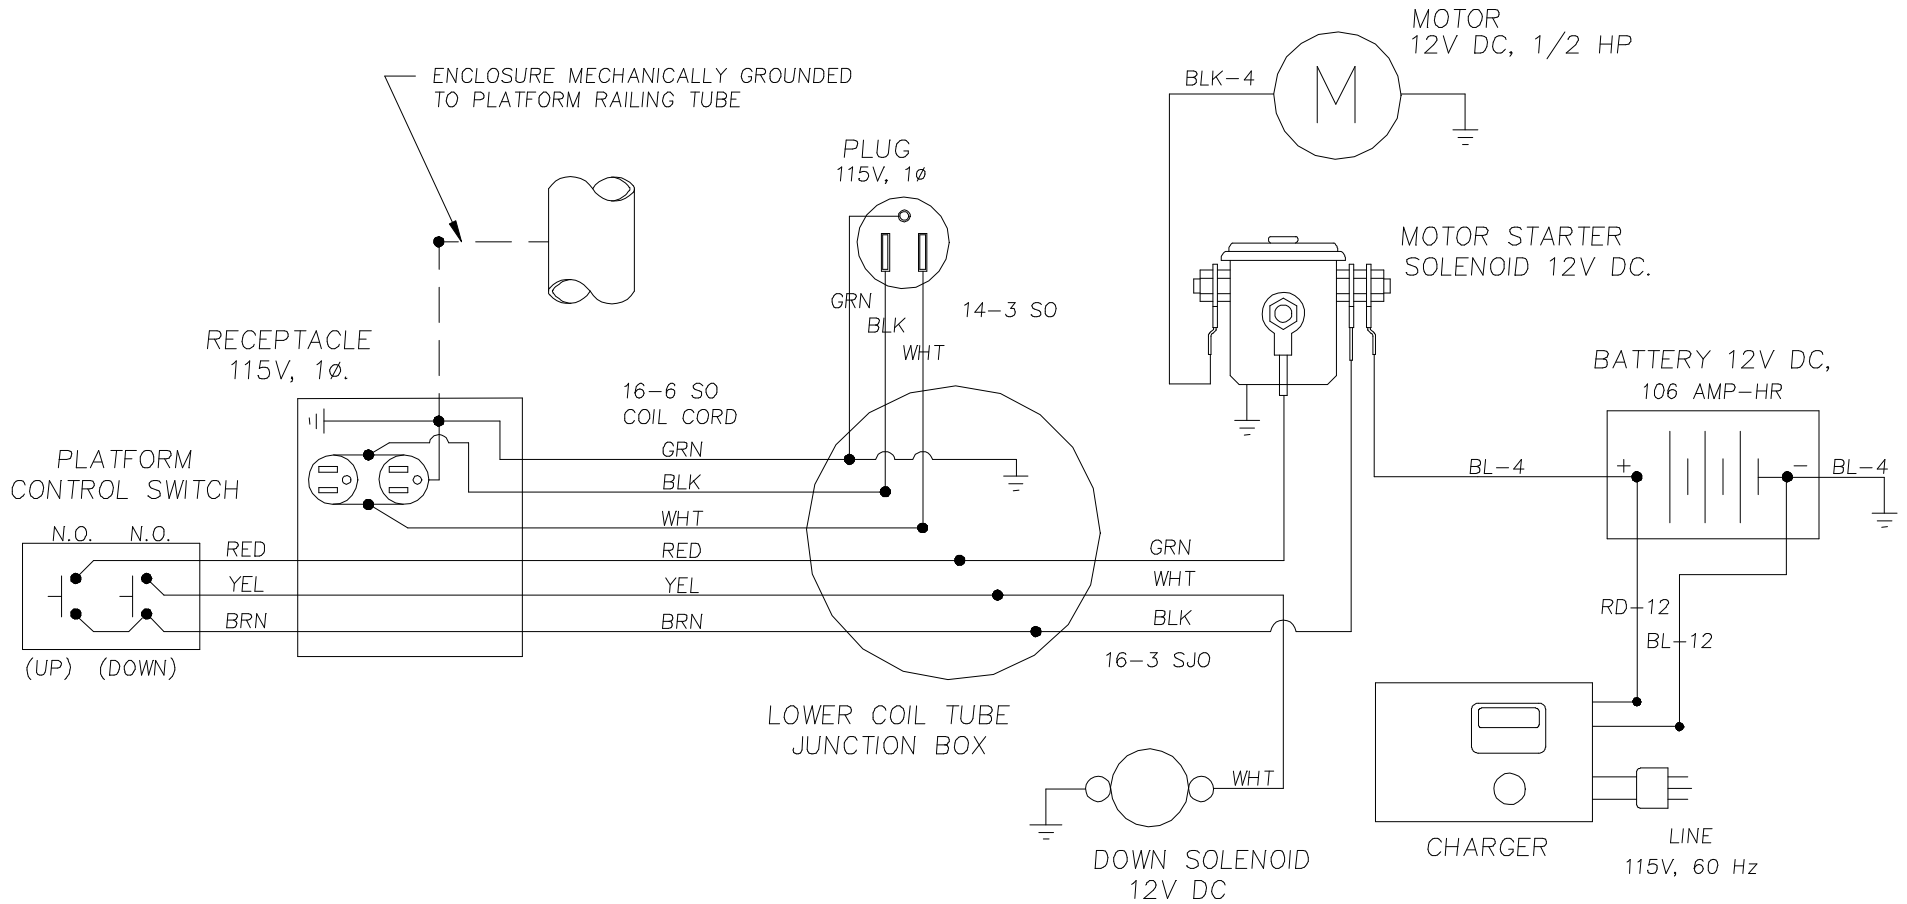 MOTOR
12V DC, 1/2 HP
BLK-4
M
ENCLOSURE MECHANICALLY GROUNDED
TO PLATFORM RAILING TUBE
PLUG
115V, 1ø
MOTOR STARTER
SOLENOID 12V DC.
GRN
BLK
WHT
14-3 SO
RECEPTACLE
115V, 1ø.
BATTERY 12V DC,
106 AMP-HR
16-6 SO
COIL CORD
PLATFORM
CONTROL SWITCH
GRN
BLK
WHT
+
-
BL-4
BL-4
N.O.
N.O.
RED
RED
GRN
YEL
YEL
WHT
BRN
BRN
BLK
RD-12
BL-12
(UP)
(DOWN)
16-3 SJO
LOWER COIL TUBE
JUNCTION BOX
WHT
DOWN SOLENOID
12V DC
CHARGER
LINE
115V, 60 Hz